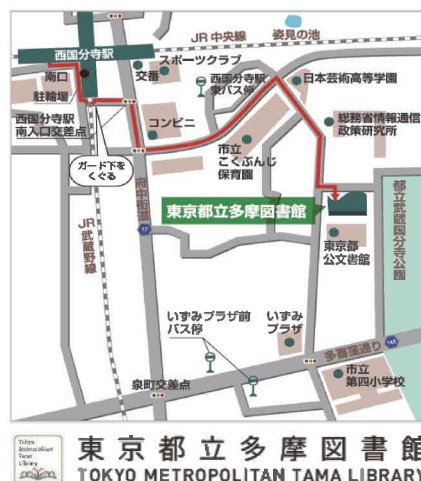 JR中央線
姿見の池
西国分寺駅
スポーツクラブ
南口
交番
西国分寺駅
東バス停
日本芸術高等学園
駐輪場
西国分寺駅
南入口交差点
コンビニ
総務省情報通信
政策研究所
ガード下を
くぐる
市立
こくぶんじ
保育園
府中街道
17
東京都立多摩図書館
JR武蔵野線
東京都
公文書館
都立武蔵国分寺公園
いずみプラザ前
バス停
いずみ
プラザ
多喜窪通り
145
泉町交差点
市立
第四小学校
Tokyo
Metropolitan
Tama
Library
東京都立多摩図書館
TOKYO METROPOLITAN TAMA LIBRARY